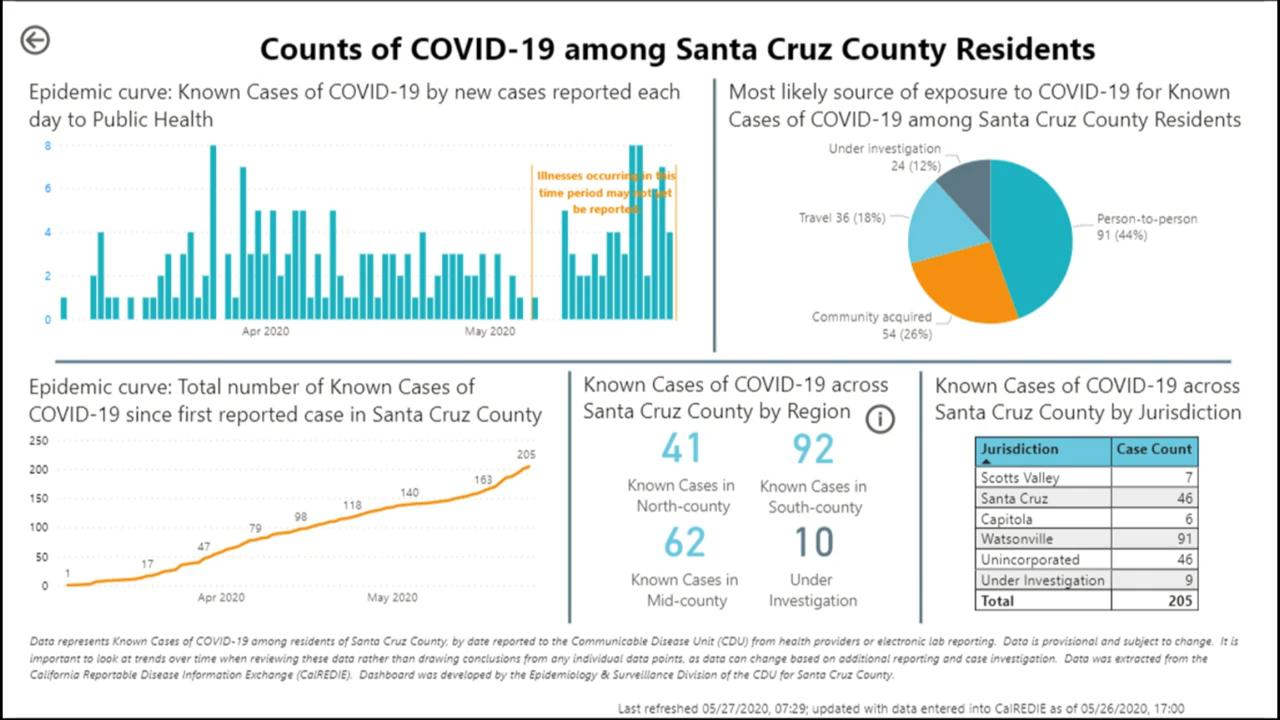 Counts of COVID-19 among Santa Cruz County Residents
Epidemic curve: Known Cases of COVID-19 by new cases reported each
day to Public Health
8
6
4
2
0
Illnesses occurring in this
time period may not yet
be reported
Apr 2020
May 2020
Most likely source of exposure to COVID-19 for Known
Cases of COVID-19 among Santa Cruz County Residents
Under investigation
24 (12%)
Travel 36 (18%)
Person-to-person
91 (44%)
Community acquired
54 (26%)
Epidemic curve: Total number of Known Cases of
COVID-19 since first reported case in Santa Cruz County
250
200
150
100
50
0
1
17
47
79
98
118
140
163
205
Apr 2020
May 2020
Known Cases of COVID-19 across
Santa Cruz County by Region
i
41
Known Cases in
North-county
92
Known Cases in
South-county
62
Known Cases in
Mid-county
10
Under
Investigation
Known Cases of COVID-19 across
Santa Cruz County by Jurisdiction
Jurisdiction Case Count
Scotts Valley 7
Santa Cruz 46
Capitola 6
Watsonville 91
Unincorporated 46
Under Investigation 9
Total 205
Data represents Known Cases of COVID-19 among residents of Santa Cruz County, by date reported to the Communicable Disease Unit (CDU) from health providers or electronic lab reporting. Data is provisional and subject to change. It is
important to look at trends over time when reviewing these data rather than drawing conclusions from any individual data points, as data can change based on additional reporting and case investigation. Data was extracted from the
California Reportable Disease Information Exchange (CalREDIE). Dashboard was developed by the Epidemiology & Surveillance Division of the CDU for Santa Cruz County.
Last refreshed 05/27/2020, 07:29; updated with data entered into CalREDIE as of 05/26/2020, 17:00